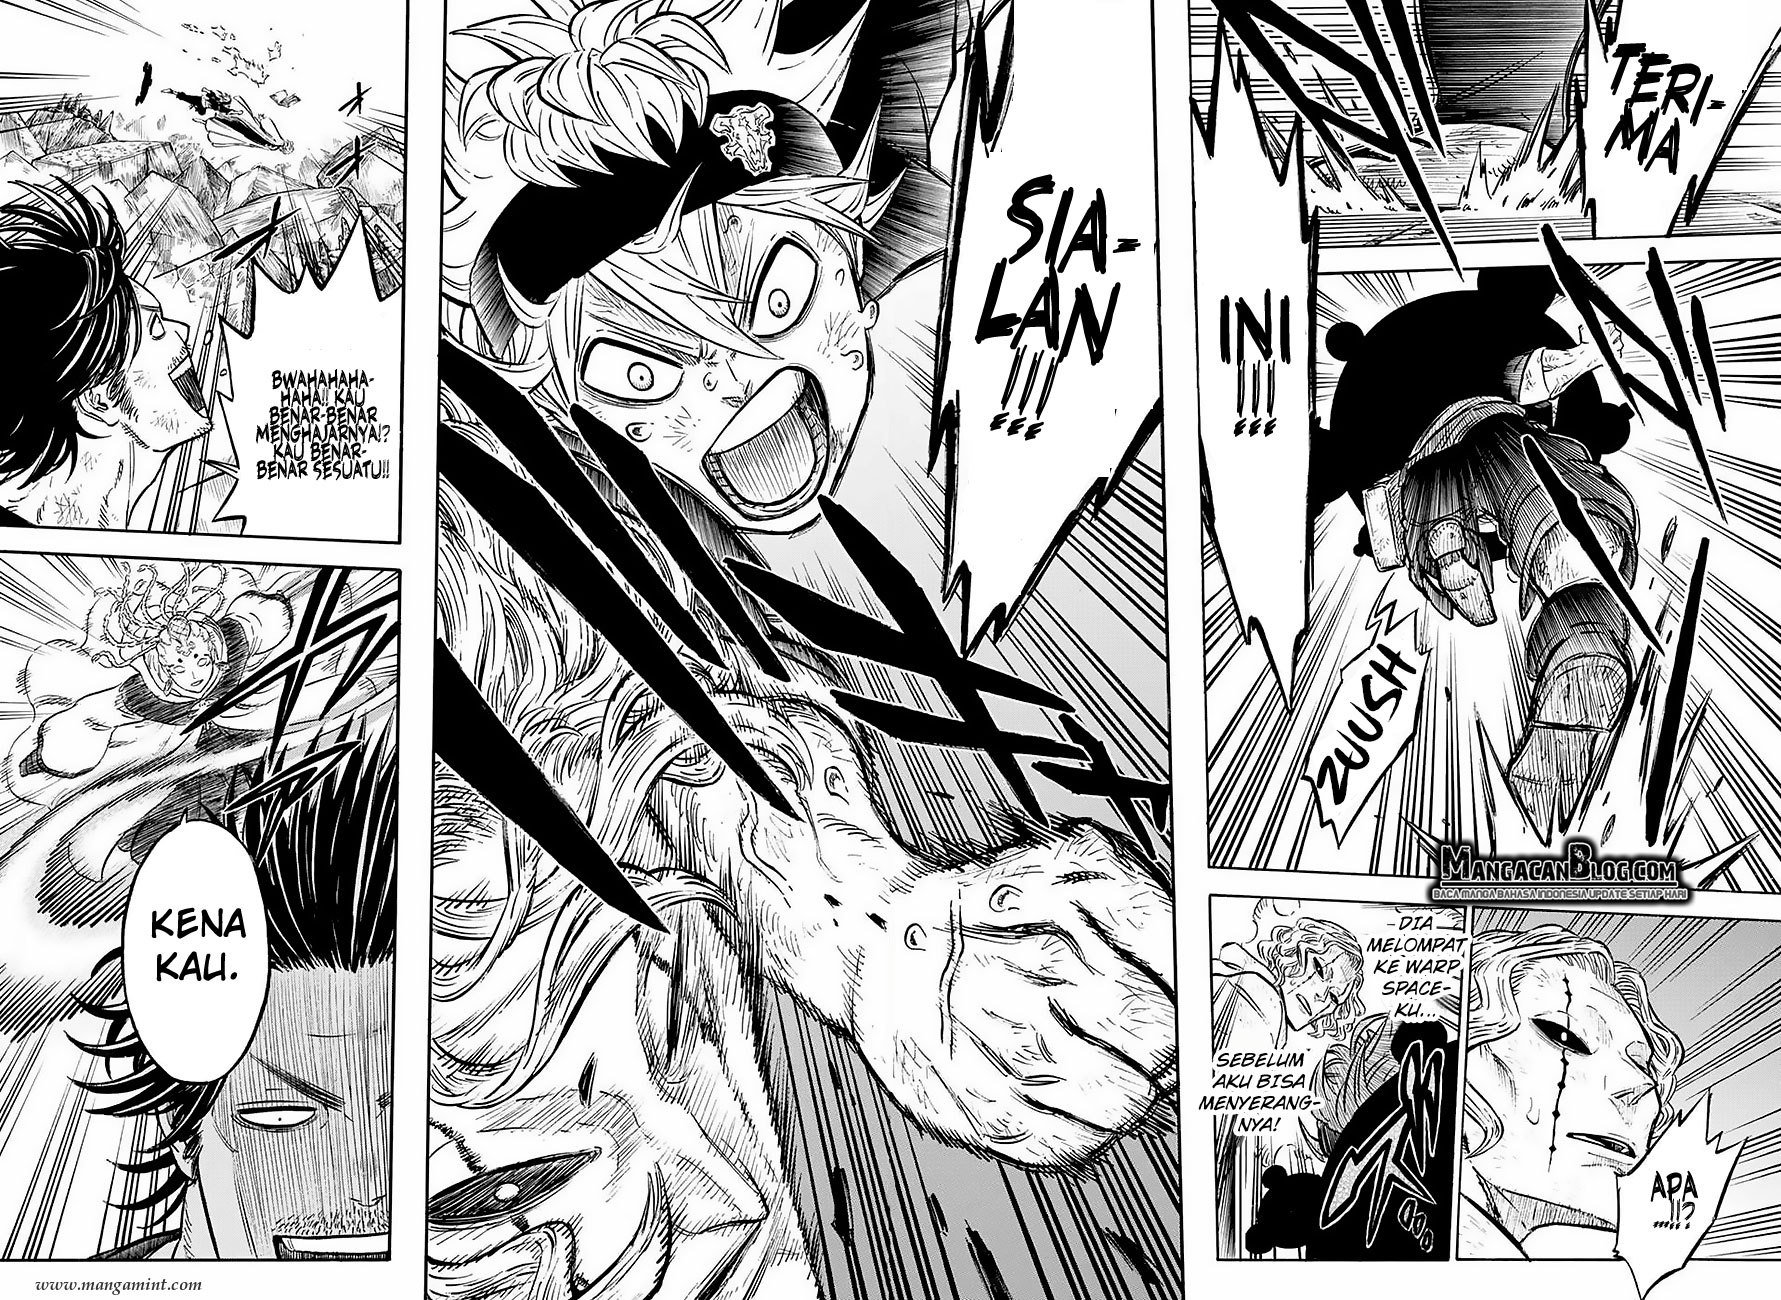 TERI-
MA
INI
!!!
SIA-
LAN
!!!
ZUUSH
APA
...!!?
DIA
MELOMPAT
KE WARP
SPACE-
KU...
SEBELUM
AKU BISA
MENYERANG-
NYA!
BWAHAHAHA-
HAHA!! KAU
BENAR-BENAR
MENGHAJARNYA!?
KAU BENAR-
BENAR SESUATU!!
KENA
KAU.
MANGACANBLOG.COM
BACA MANGA BAHASA INDONESIA UPDATE SETIAP HARI
www.mangamint.com